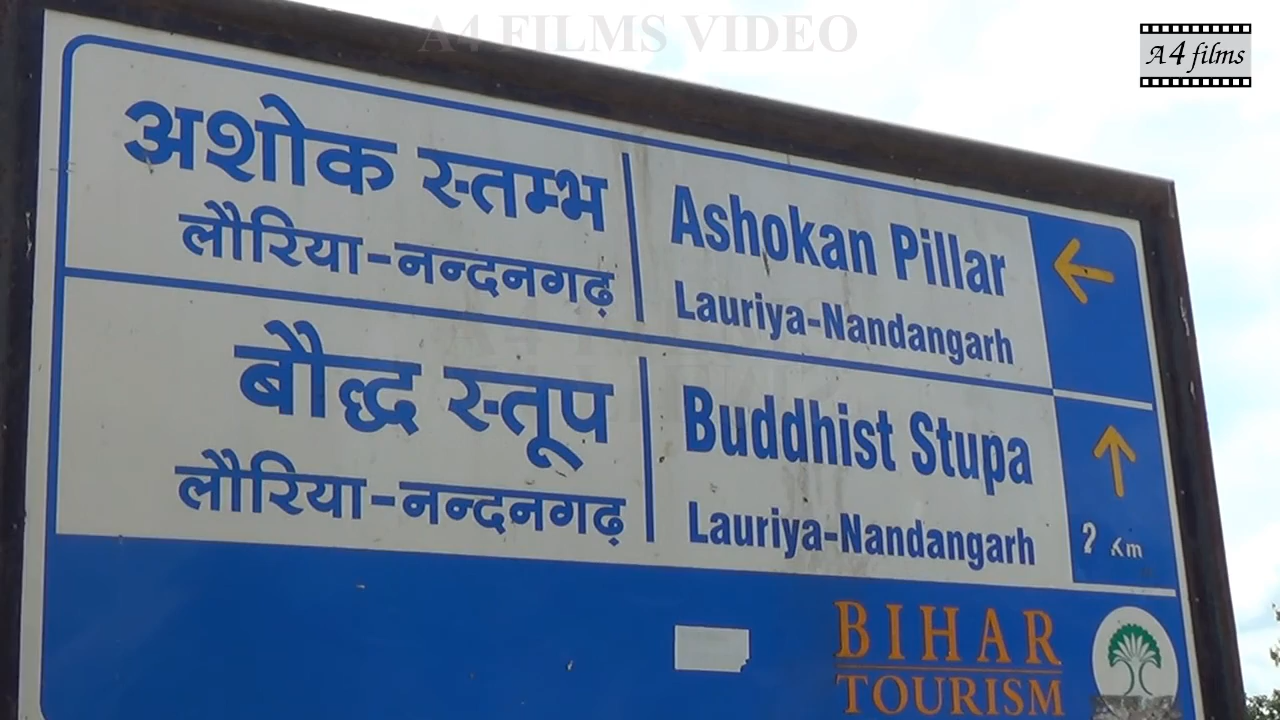 A4 FILMS VIDEO
A4 films
अशोक स्तम्भ
लौरिया-नन्दनगढ़
Ashokan Pillar
Lauriya-Nandangarh
बौद्ध स्तूप
लौरिया-नन्दनगढ़
Buddhist Stupa
Lauriya-Nandangarh
2 Km
BIHAR
TOURISM